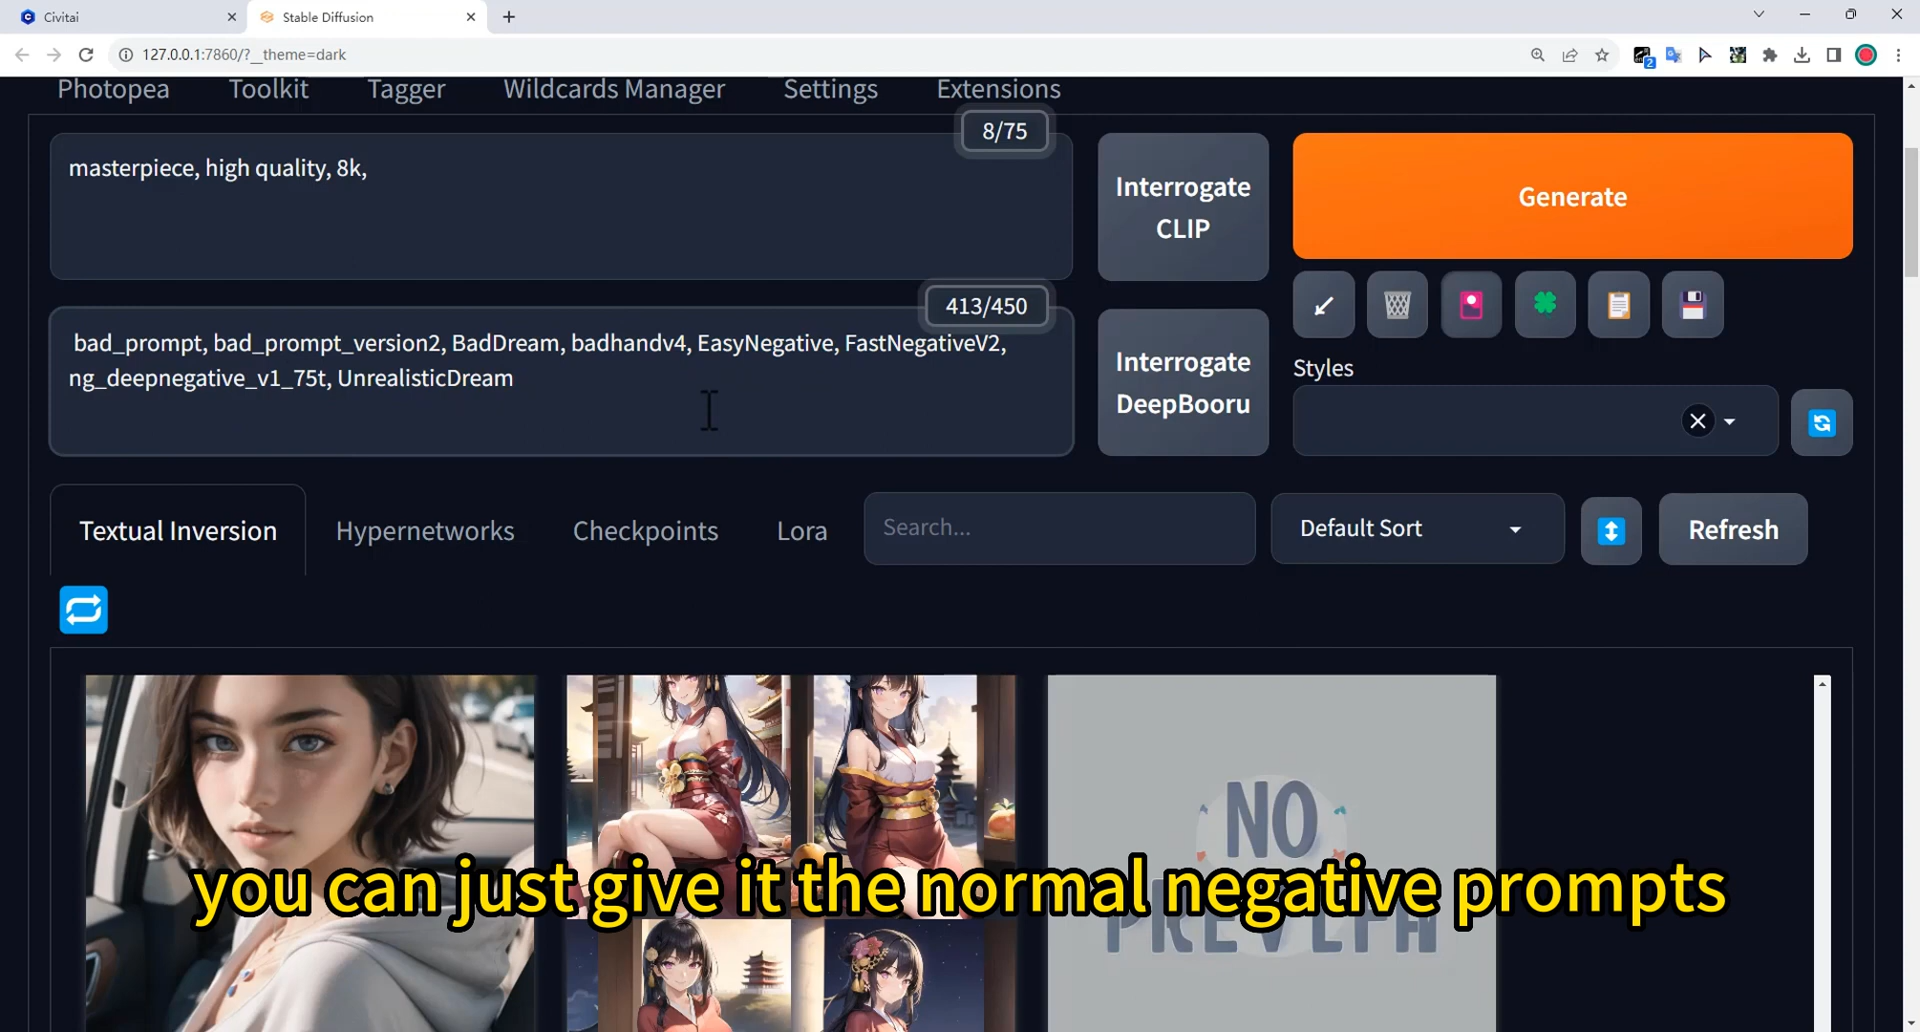 Civitai
Stable Diffusion
127.0.0.1:7860/?__theme=dark
2
Photopea Toolkit Tagger Wildcards Manager Settings Extensions
8/75
masterpiece, high quality, 8k,
Interrogate
CLIP
Generate
413/450
bad_prompt, bad_prompt_version2, BadDream, badhandv4, EasyNegative, FastNegativeV2,
ng_deepnegative_v1_75t, UnrealisticDream
Interrogate
DeepBooru
Styles
Textual Inversion Hypernetworks Checkpoints Lora Search... Default Sort Refresh
NO
you can just give it the normal negative prompts